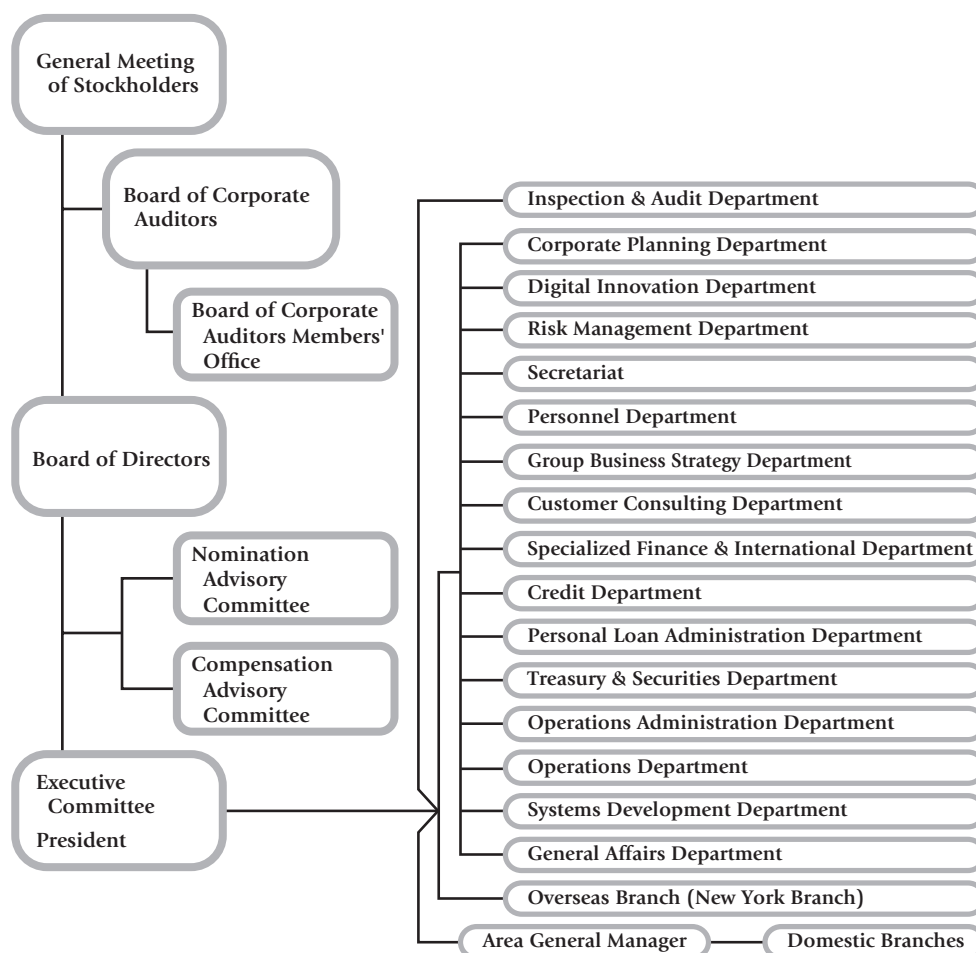 General Meeting
of Stockholders
Board of Corporate
Auditors
Board of Corporate
Auditors Members'
Office
Board of Directors
Nomination
Advisory
Committee
Compensation
Advisory
Committee
Executive
Committee
President
Inspection & Audit Department
Corporate Planning Department
Digital Innovation Department
Risk Management Department
Secretariat
Personnel Department
Group Business Strategy Department
Customer Consulting Department
Specialized Finance & International Department
Credit Department
Personal Loan Administration Department
Treasury & Securities Department
Operations Administration Department
Operations Department
Systems Development Department
General Affairs Department
Overseas Branch (New York Branch)
Area General Manager
Domestic Branches